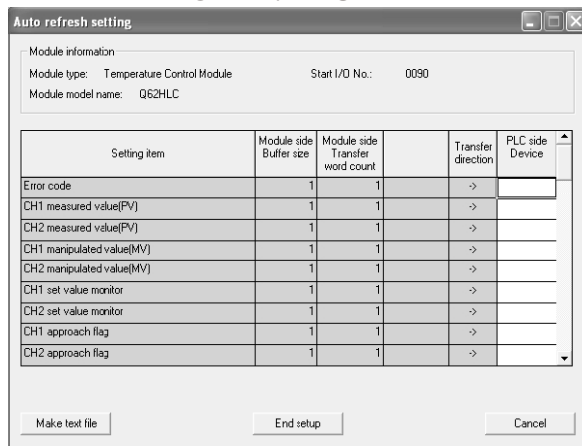 Auto refresh setting
Module information
Module type: Temperature Control Module Start I/O No.: 0090
Module model name: Q62HLC
Setting item Module side Buffer size Module side Transfer word count Transfer direction PLC side Device
Error code 1 1 ->
CH1 measured value(PV) 1 1 ->
CH2 measured value(PV) 1 1 ->
CH1 manipulated value(MV) 1 1 ->
CH2 manipulated value(MV) 1 1 ->
CH1 set value monitor 1 1 ->
CH2 set value monitor 1 1 ->
CH1 approach flag 1 1 ->
CH2 approach flag 1 1 ->
Make text file End setup Cancel